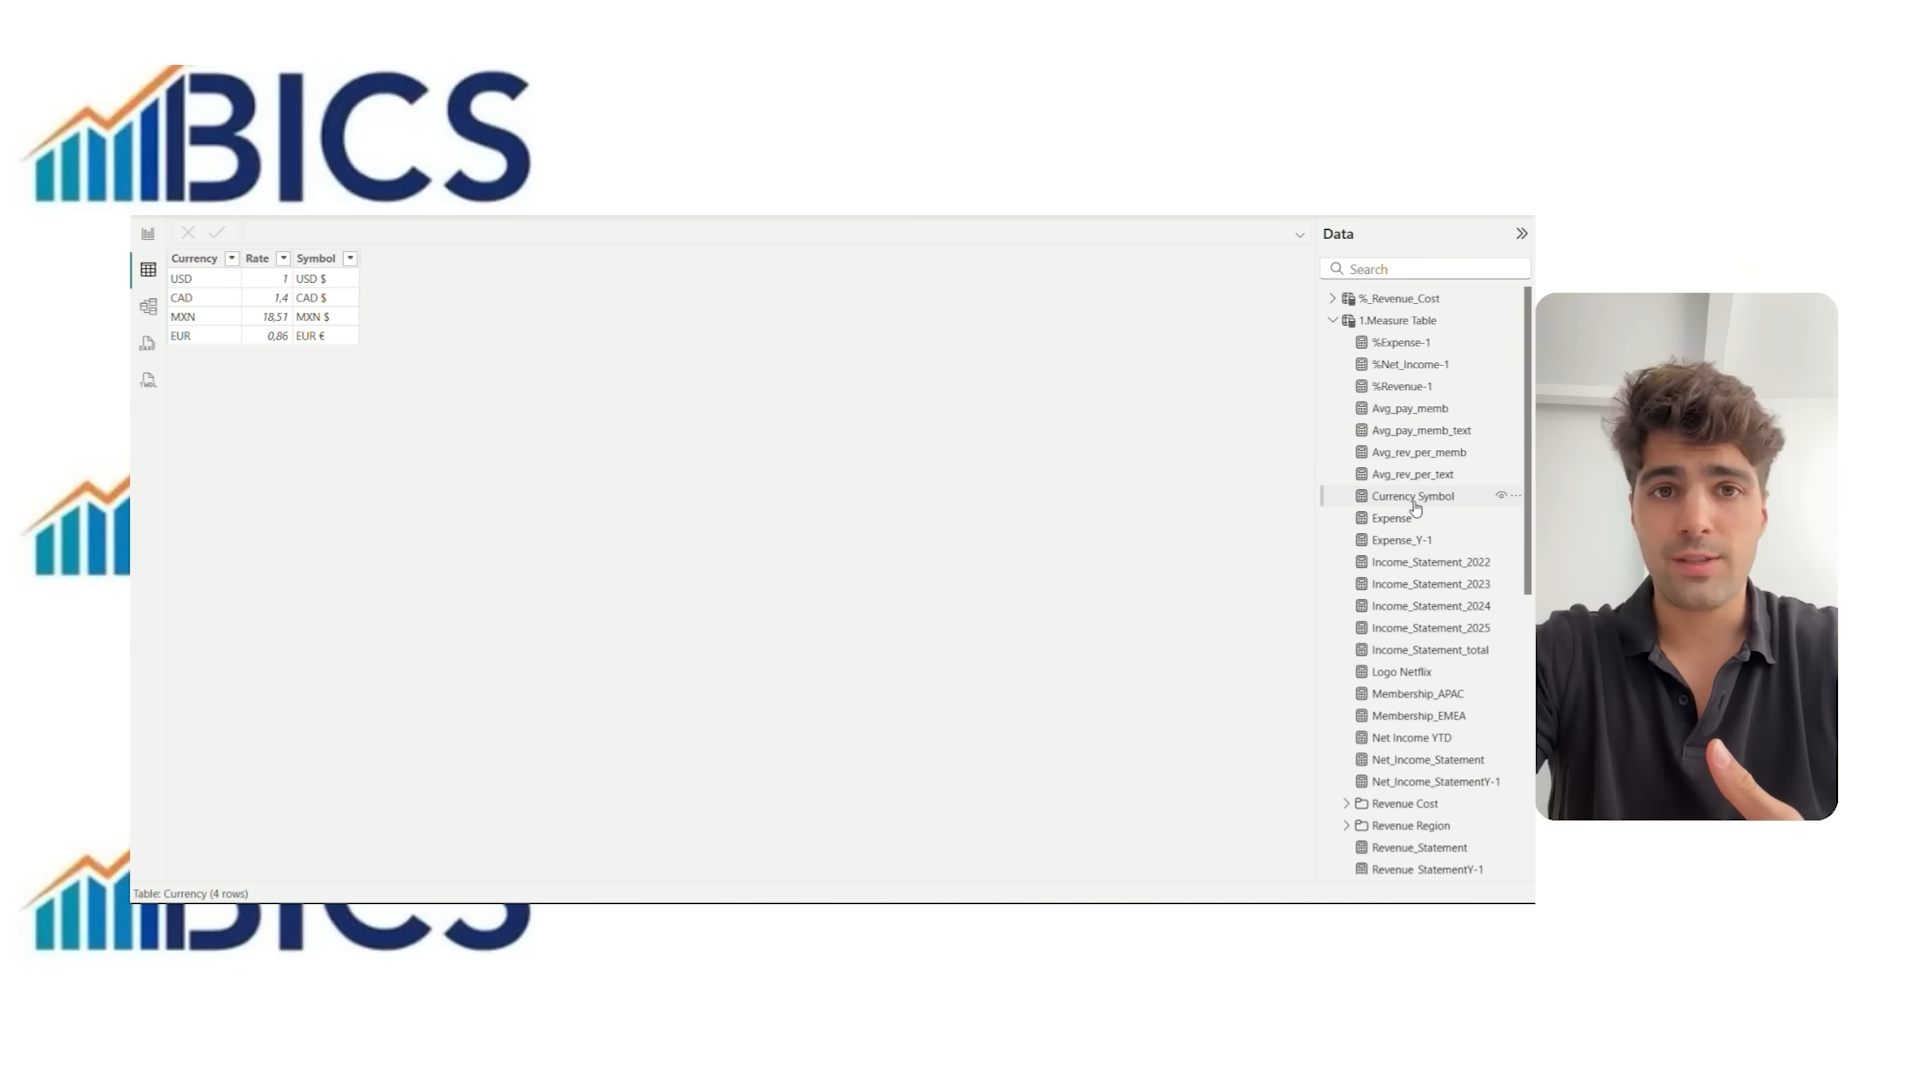 BICS
Data
Search
Currency Rate Symbol
USD 1 USD $
CAD 1,4 CAD $
MXN 18,51 MXN $
EUR 0,86 EUR €
%_Revenue_Cost
1.Measure Table
%Expense-1
%Net_Income-1
%Revenue-1
Avg_pay_memb
Avg_pay_memb_text
Avg_rev_per_memb
Avg_rev_per_text
Currency Symbol
Expense
Expense_Y-1
Income_Statement_2022
Income_Statement_2023
Income_Statement_2024
Income_Statement_2025
Income_Statement_total
Logo Netflix
Membership_APAC
Membership_EMEA
Net Income YTD
Net_Income_Statement
Net_Income_StatementY-1
Revenue Cost
Revenue Region
Revenue_Statement
Revenue StatementY-1
Table: Currency (4 rows)
BICS